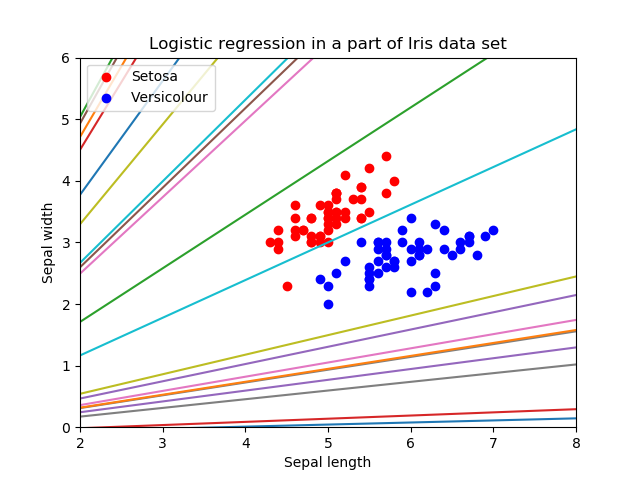 Logistic regression in a part of Iris data set
Setosa
Versicolour
Sepal width
6
5
4
3
2
1
0
2 3 4 5 6 7 8
Sepal length